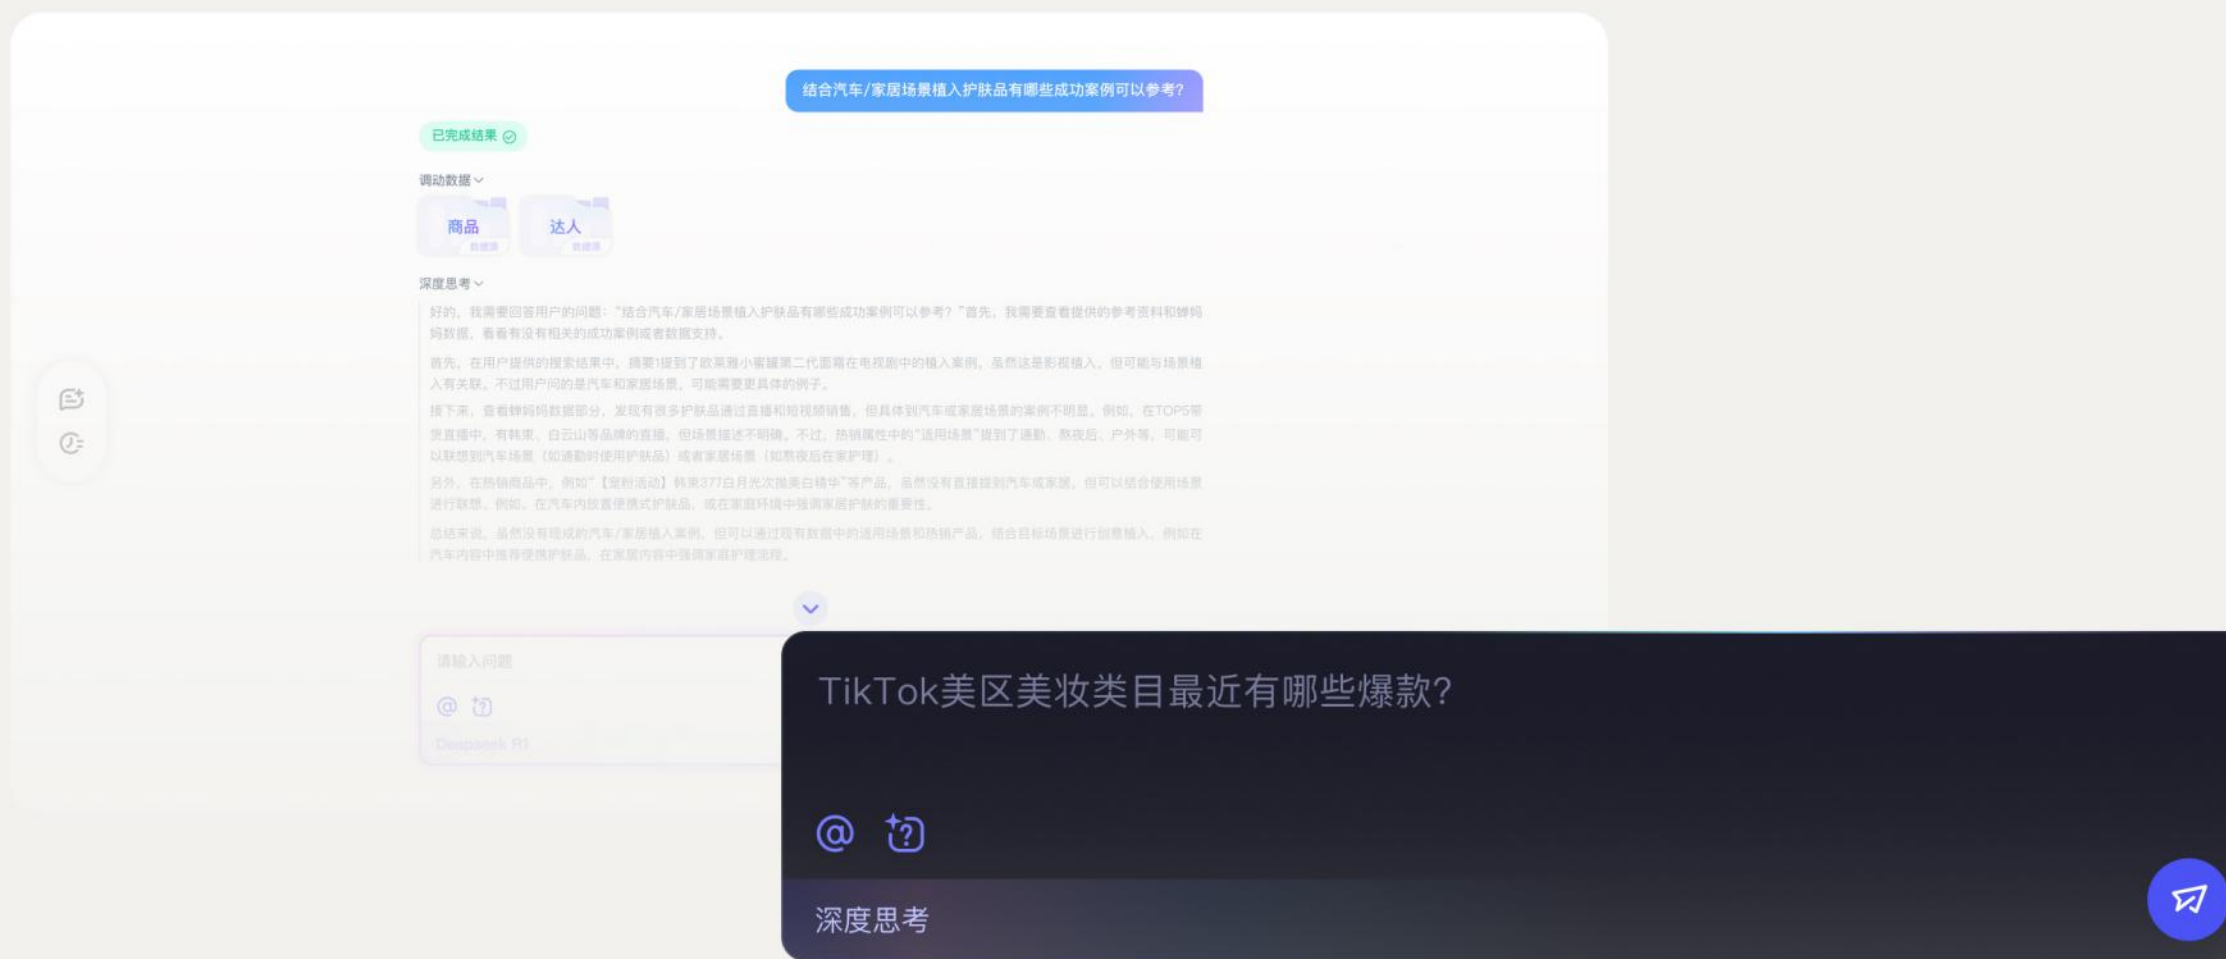 结合汽车/家居场景植入护肤品有哪些成功案例可以参考?
已完成结果
调动数据
商品
数据源
达人
数据源
深度思考
好的，我需要回答用户的问题：“结合汽车/家居场景植入护肤品有哪些成功案例可以参考？”首先，我需要查看提供的参考资料和蝉妈
妈数据，看看有没有相关的成功案例或者数据支持。
首先，在用户提供的搜索结果中，摘要1提到了欧莱雅小蜜罐第二代面霜在电视剧中的植入案例，虽然这是影视植入，但可能与场景植
入有关联。不过用户问的是汽车和家居场景，可能需要更具体的例子。
接下来，查看蝉妈妈数据部分，发现有很多护肤品通过直播和短视频销售，但具体到汽车或家居场景的案例不明显。例如，在TOP5带
货直播中，有韩束、白云山等品牌的直播，但场景描述不明确。不过，热销属性中的“适用场景”提到了通勤、熬夜后、户外等，可能可
以联想到汽车场景（如通勤时使用护肤品）或者家居场景（如熬夜后在家护理）。
另外，在热销商品中，例如“【宠粉活动】韩束377白月光次抛美白精华”等产品，虽然没有直接提到汽车或家居，但可以结合使用场景
进行联想。例如，在汽车内放置便携式护肤品，或在家庭环境中强调家居护肤的重要性。
总结来说，虽然没有现成的汽车/家居植入案例，但可以通过现有数据中的适用场景和热销产品，结合目标场景进行创意植入，例如在
汽车内容中推荐便携护肤品，在家居内容中强调家庭护理流程。
请输入问题
Deepseek R1
TikTok美区美妆类目最近有哪些爆款?
深度思考